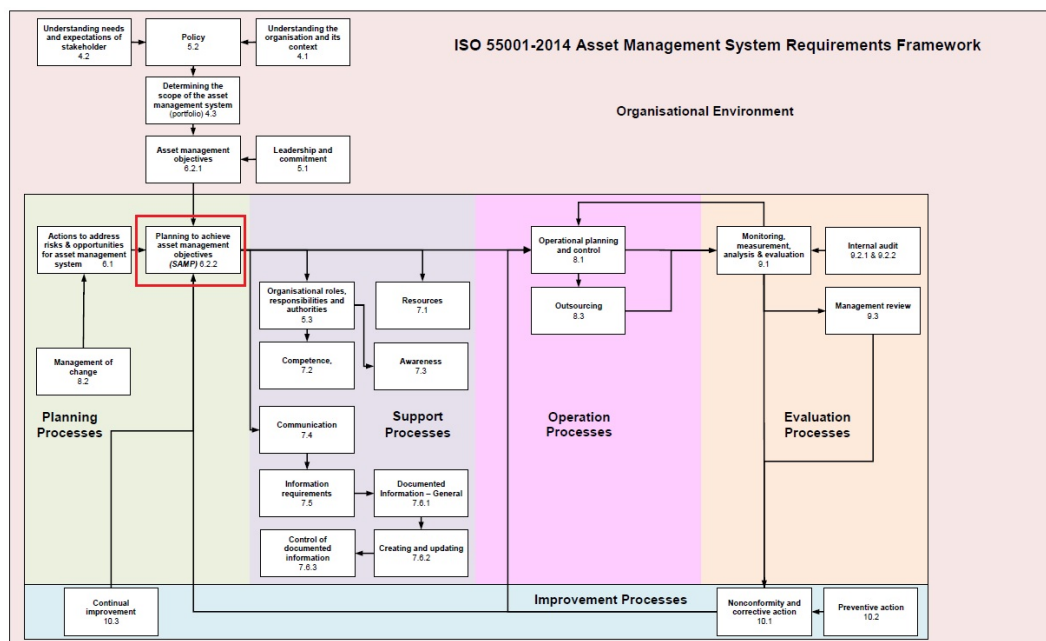 Understanding needs
and expectations of
stakeholder
4.2
Policy
5.2
Understanding the
organisation and its
context
4.1
ISO 55001-2014 Asset Management System Requirements Framework
Determining the
scope of the asset
management system
(portfolio) 4.3
Organisational Environment
Asset management
objectives
6.2.1
Leadership and
commitment
5.1
Actions to address
risks & opportunities
for asset management
system 6.1
Planning to achieve
asset management
objectives
(SAMP) 6.2.2
Management of
change
8.2
Planning
Processes
Organisational roles,
responsibilities and
authorities
5.3
Resources
7.1
Competence,
7.2
Awareness
7.3
Support
Processes
Communication
7.4
Information
requirements
7.5
Documented
Information – General
7.6.1
Control of
documented
information
7.6.3
Creating and updating
7.6.2
Operational planning
and control
8.1
Outsourcing
8.3
Operation
Processes
Monitoring,
measurement,
analysis & evaluation
9.1
Internal audit
9.2.1 & 9.2.2
Management review
9.3
Evaluation
Processes
Continual
improvement
10.3
Improvement Processes
Nonconformity and
corrective action
10.1
Preventive action
10.2